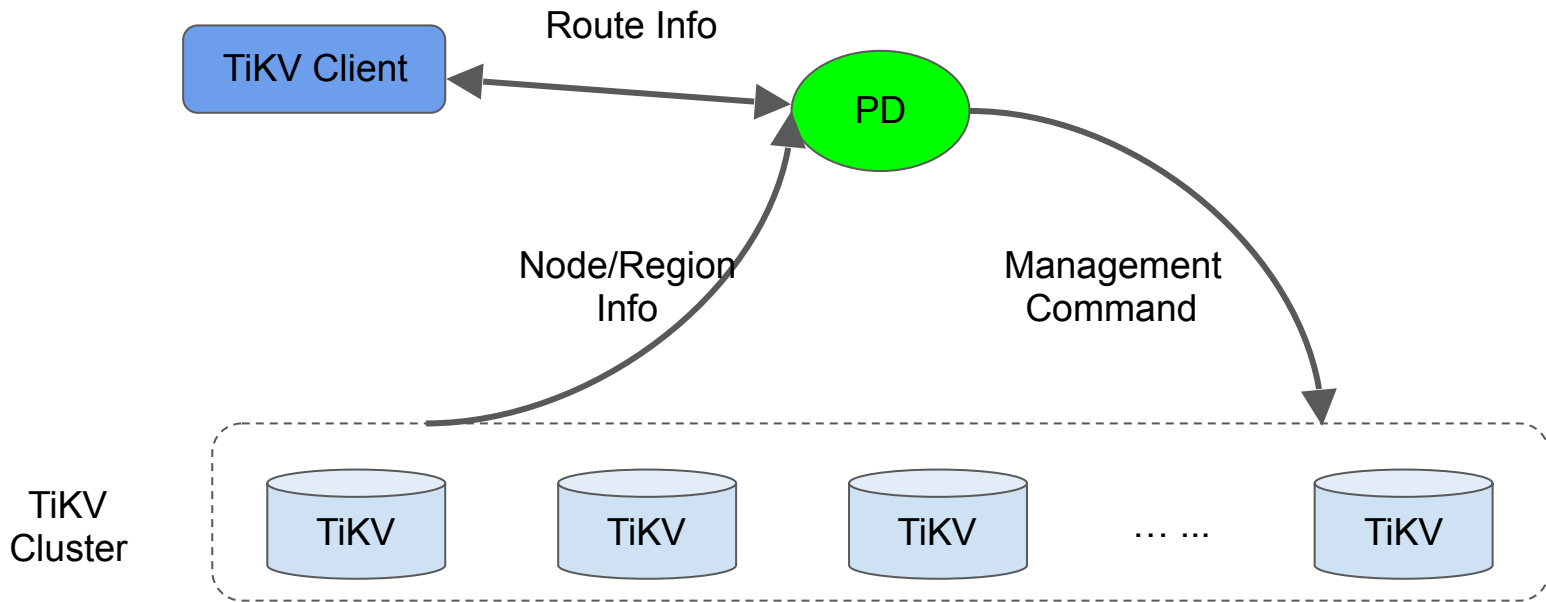 Route Info
TiKV Client
PD
Node/Region
Info
Management
Command
TiKV
Cluster
TiKV
TiKV
TiKV
… ...
TiKV